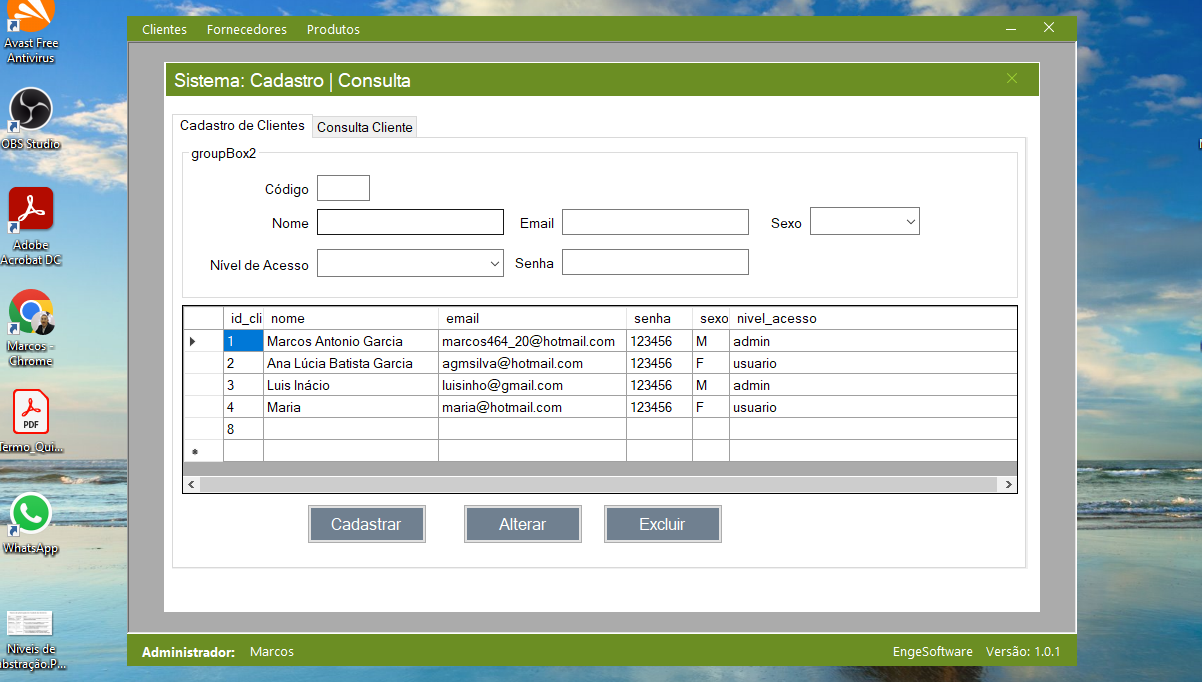 Clientes Fornecedores Produtos
Sistema: Cadastro | Consulta
Cadastro de Clientes Consulta Cliente
groupBox2
Código
Nome Email Sexo
Nível de Acesso Senha
id_cli nome email senha sexo nivel_acesso
1 Marcos Antonio Garcia marcos464_20@hotmail.com 123456 M admin
2 Ana Lúcia Batista Garcia agmsilva@hotmail.com 123456 F usuario
3 Luis Inácio luisinho@gmail.com 123456 M admin
4 Maria maria@hotmail.com 123456 F usuario
8
Cadastrar Alterar Excluir
Administrador: Marcos EngeSoftware Versão: 1.0.1
Avast Free
Antivirus
OBS Studio
Adobe
Acrobat DC
Marcos -
Chrome
PDF
Termo_Qui...
WhatsApp
Níveis de
abstração.P...